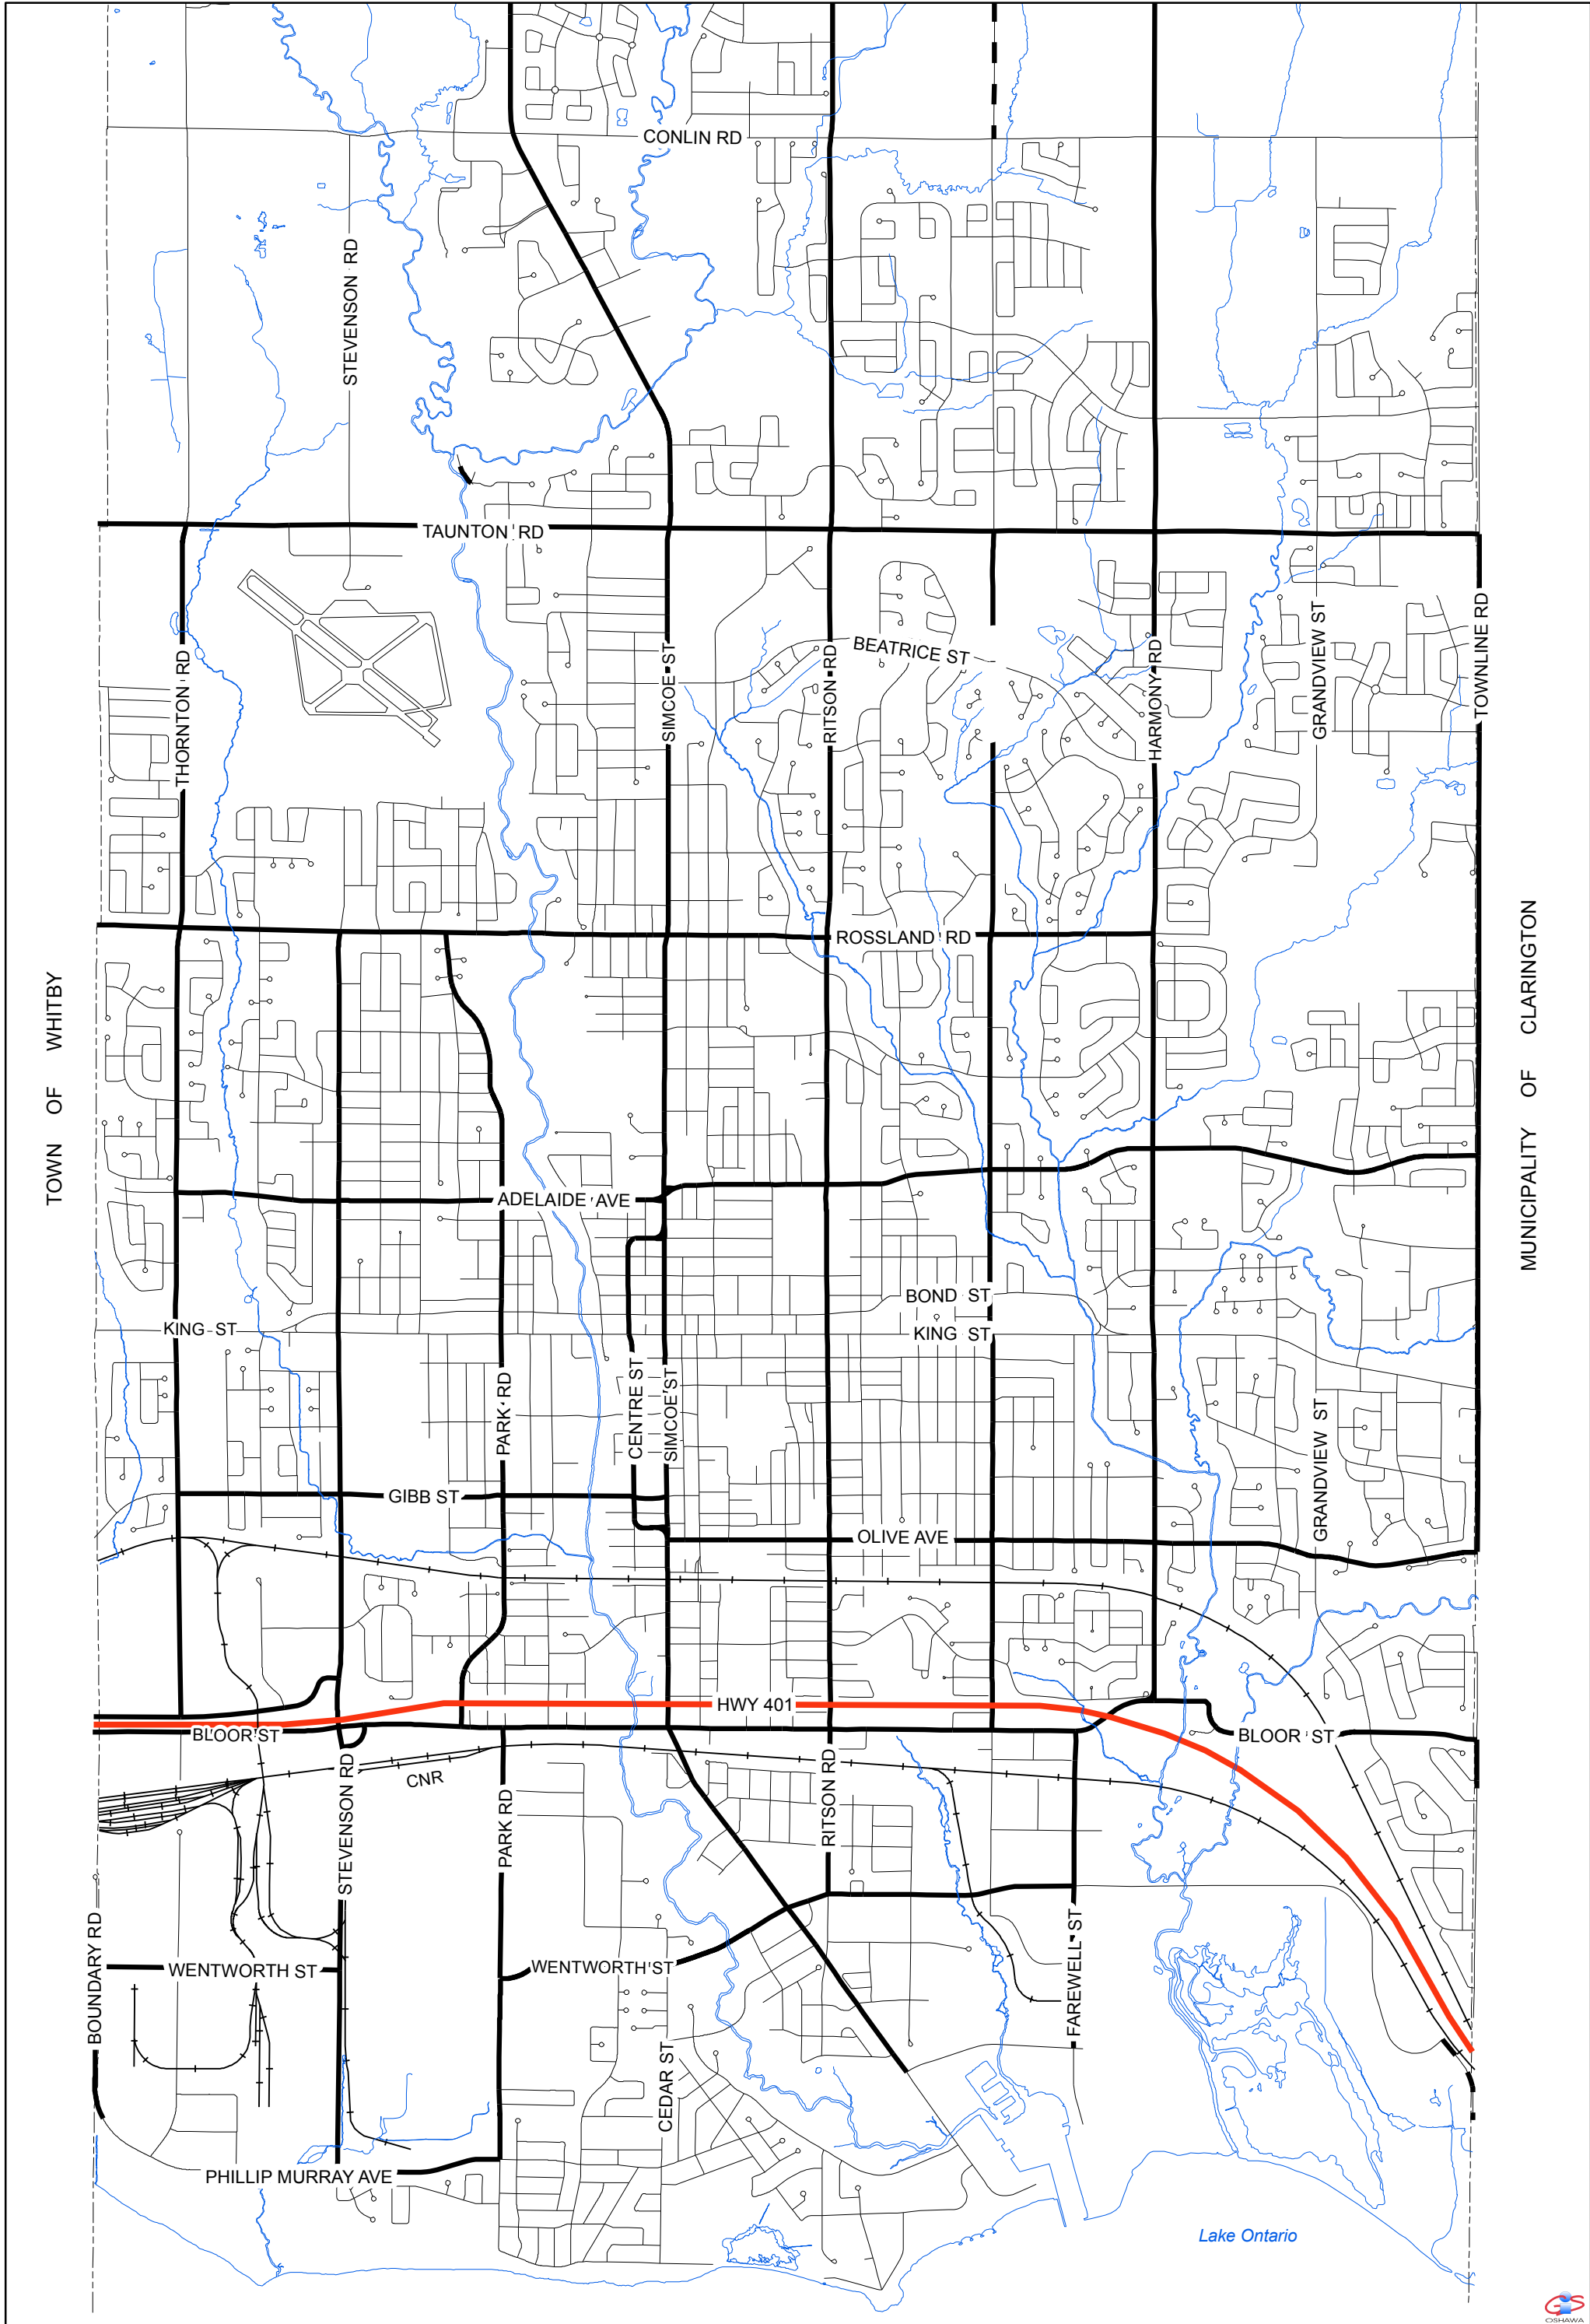 CONLIN RD
STEVENSON RD
TAUNTON RD
THORNTON RD
SIMCOE ST
RITSON RD
BEATRICE ST
HARMONY RD
GRANDVIEW ST
TOWNLINE RD
ROSSLAND RD
TOWN OF WHITBY
MUNICIPALITY OF CLARINGTON
ADELAIDE AVE
BOND ST
KING ST
KING ST
PARK RD
CENTRE ST
SIMCOE ST
GRANDVIEW ST
GIBB ST
OLIVE AVE
HWY 401
BLOOR ST
BLOOR ST
CNR
STEVENSON RD
PARK RD
RITSON RD
BOUNDARY RD
WENTWORTH ST
WENTWORTH ST
FAREWELL ST
CEDAR ST
PHILLIP MURRAY AVE
Lake Ontario
GIS
OSHAWA